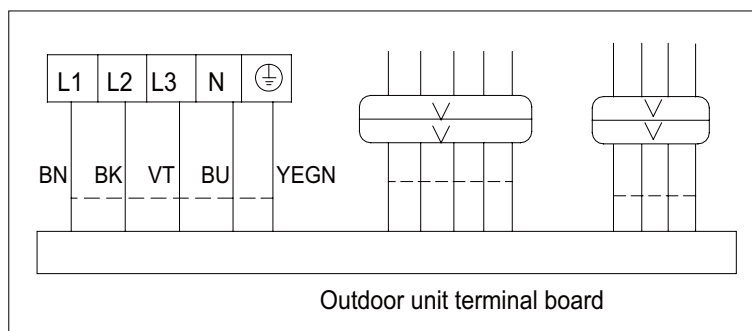 L1 L2 L3 N
BN BK VT BU YEGN
Outdoor unit terminal board